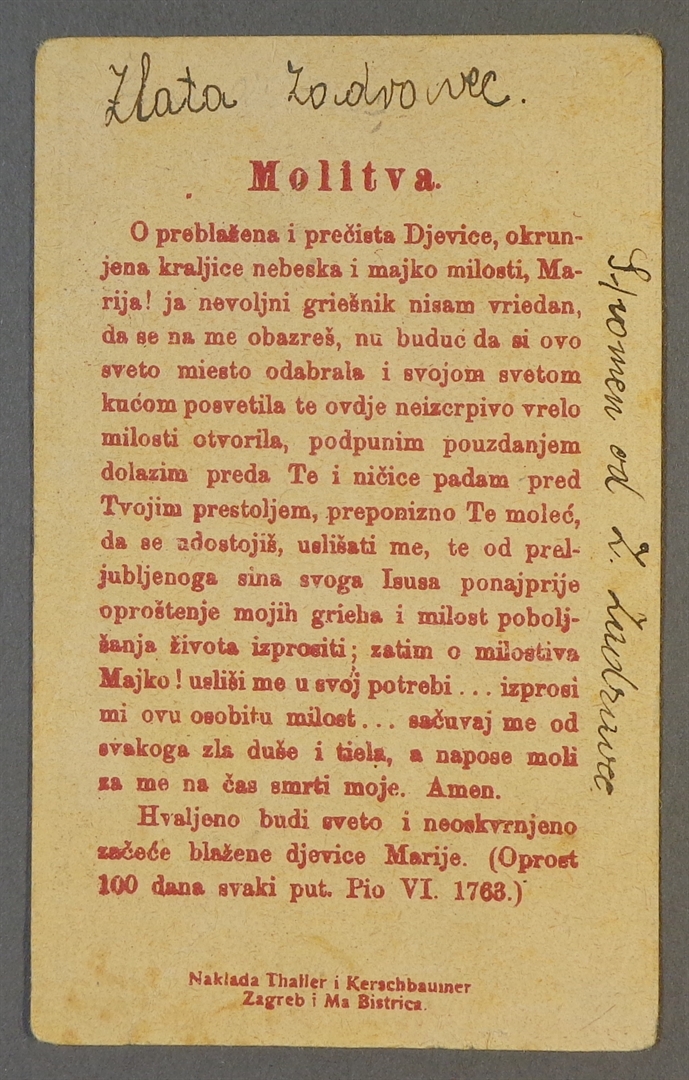 Zlata Zadravec.
Molitva.
O preblažena i prečista Djevice, okrun-
jena kraljice nebeska i majko milosti, Ma-
rija! ja nevoljni griešnik nisam vriedan,
da se na me obazreš, nu buduć da si ovo
sveto miesto odabrala i svojom svetom
kućom posvetila te ovdje neizcrpivo vrelo
milosti otvorila, podpunim pouzdanjem
dolazim preda Te i ničice padam pred
Tvojim prestoljem, preponizno Te moleć,
da se udostojiš, uslišati me, te od prel-
jubljenoga sina svoga Isusa ponajprije
oproštenje mojih grieha i milost pobolj-
šanja života izprositi; zatim o milostiva
Majko! usliši me u svoj potrebi ... izprosi
mi ovu osobitu milost ... sačuvaj me od
svakoga zla duše i tiela, a napose moli
za me na čas smrti moje. Amen.
Hvaljeno budi sveto i neoskvrnjeno
začeće blažene djevice Marije. (Oprost
100 dana svaki put. Pio VI. 1763.)
Naklada Thaller i Kerschbaumer
Zagreb i Ma Bistrica.
Spomen od Z. Zadravec